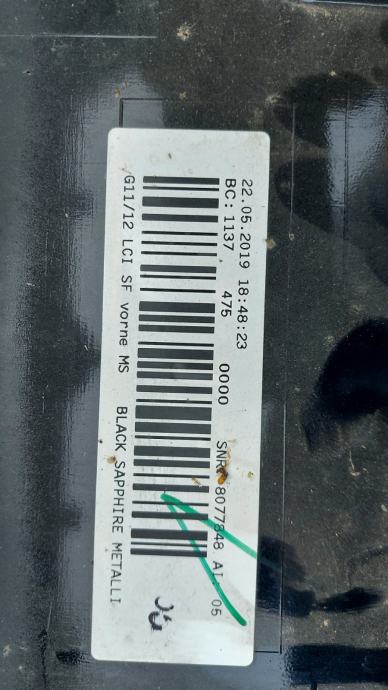 22.05.2019 18:48:23
BC: 1137 475 0000 SNR: 8077848 AI: 05
G11/12 LCI SF vorne MS BLACK SAPPHIRE METALLI